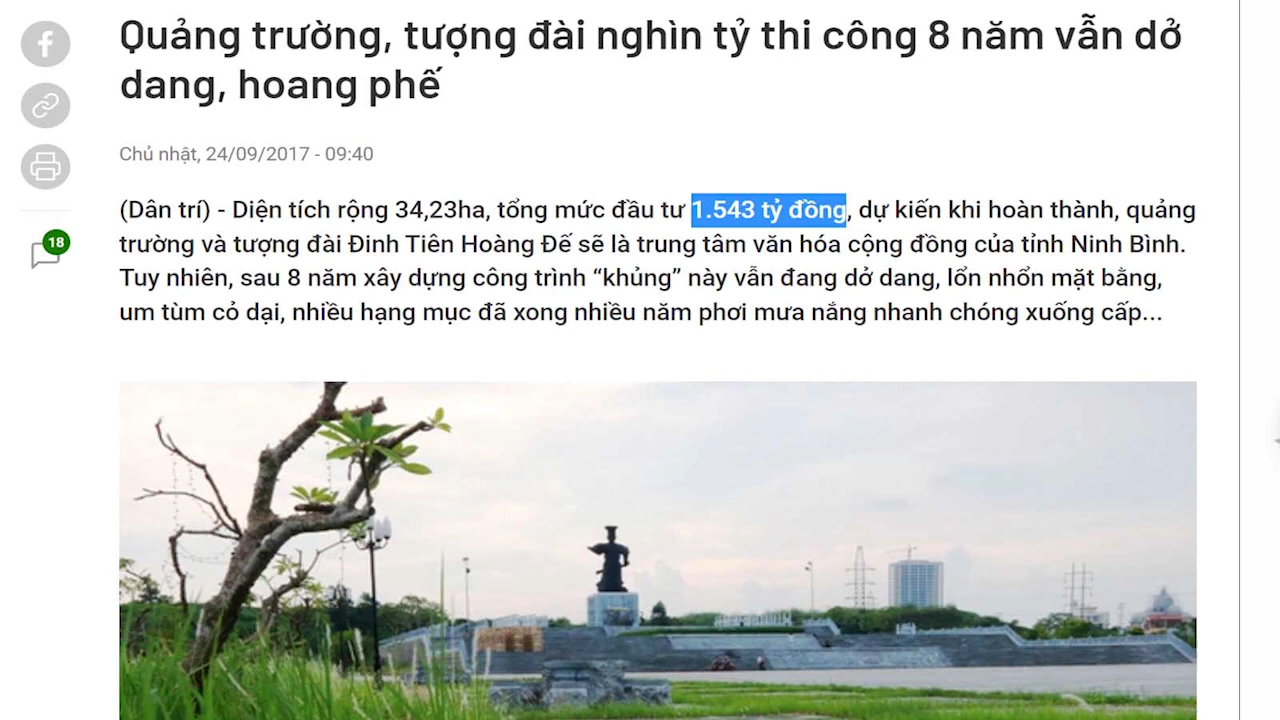 Quảng trường, tượng đài nghìn tỷ thi công 8 năm vẫn dở
dang, hoang phế
Chủ nhật, 24/09/2017 - 09:40
(Dân trí) - Diện tích rộng 34,23ha, tổng mức đầu tư 1.543 tỷ đồng, dự kiến khi hoàn thành, quảng
trường và tượng đài Đinh Tiên Hoàng Đế sẽ là trung tâm văn hóa cộng đồng của tỉnh Ninh Bình.
18
Tuy nhiên, sau 8 năm xây dựng công trình “khủng” này vẫn đang dở dang, lổn nhổn mặt bằng,
um tùm cỏ dại, nhiều hạng mục đã xong nhiều năm phơi mưa nắng nhanh chóng xuống cấp...